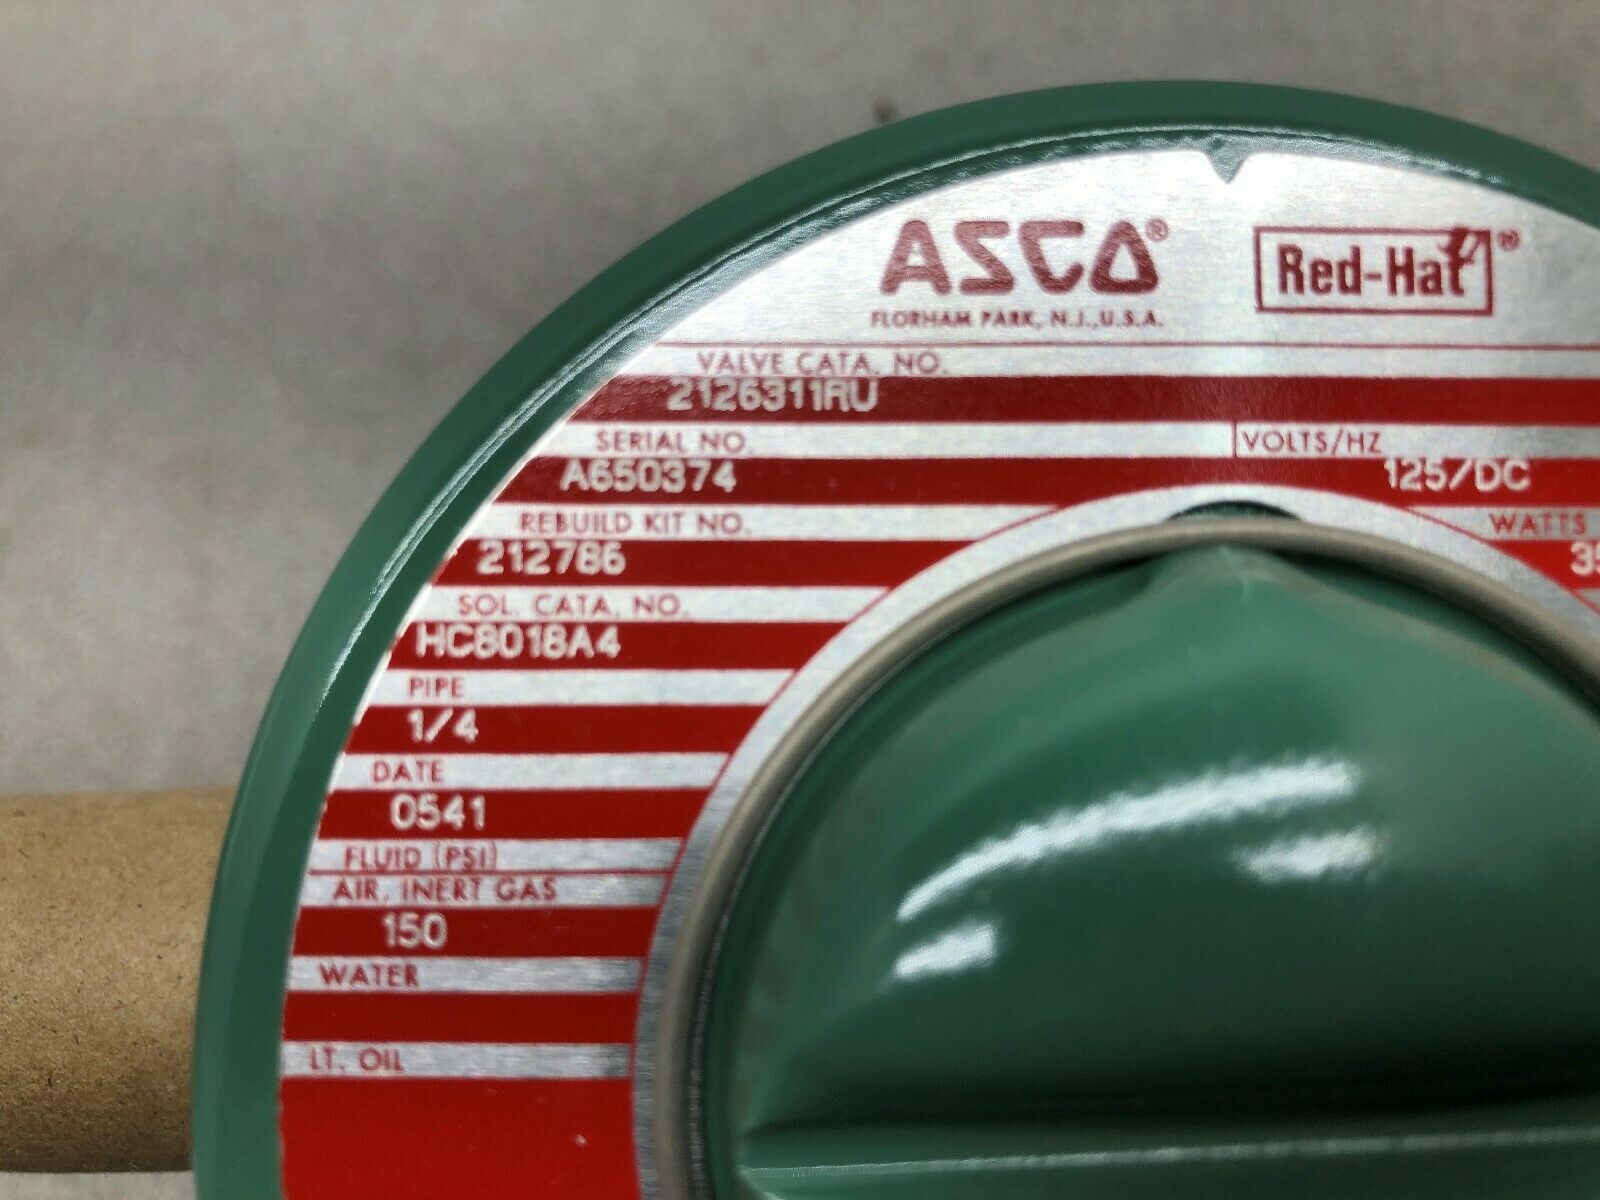 ASCO® Red-Hat®
FLORHAM PARK, N.J., U.S.A.
VALVE CATA. NO.
2126311RU
SERIAL NO. VOLTS/HZ
A650374 125/DC
REBUILD KIT NO. WATTS
212786 35
SOL. CATA. NO.
HC8018A4
PIPE
1/4
DATE
0541
FLUID (PSI)
AIR, INERT GAS
150
WATER
LT. OIL